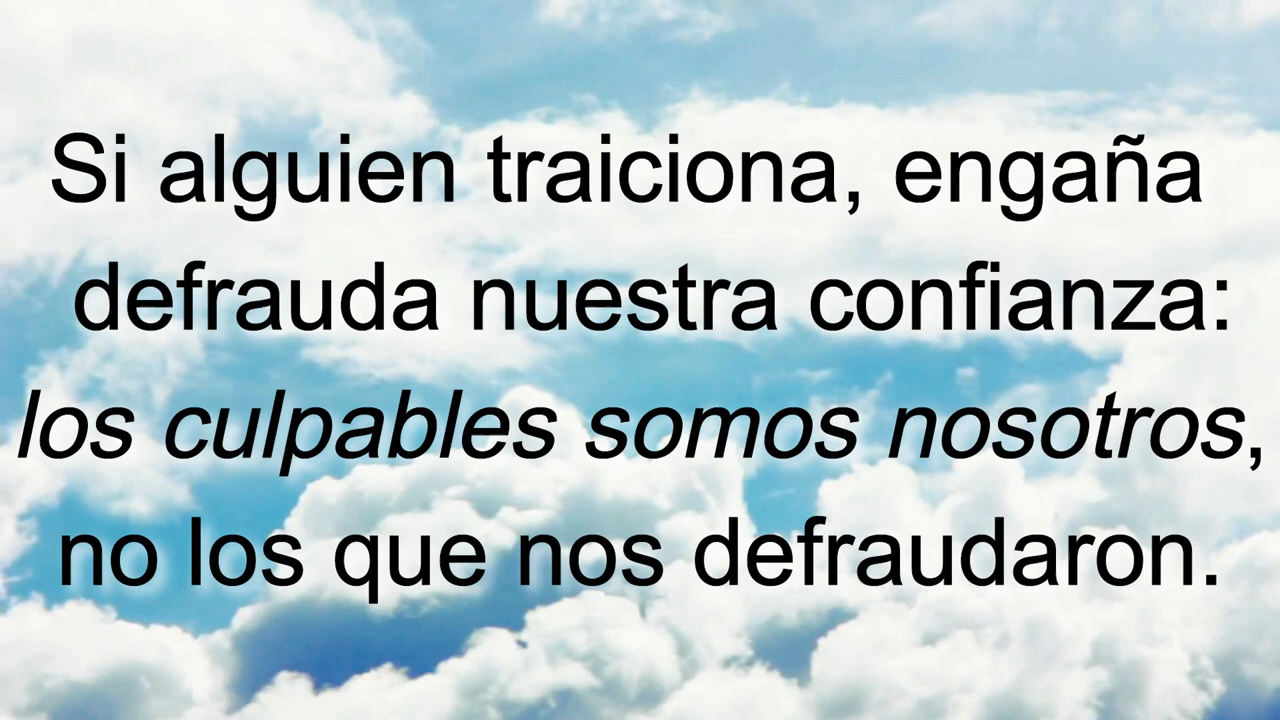 Si alguien traiciona, engaña
defrauda nuestra confianza:
los culpables somos nosotros,
no los que nos defraudaron.